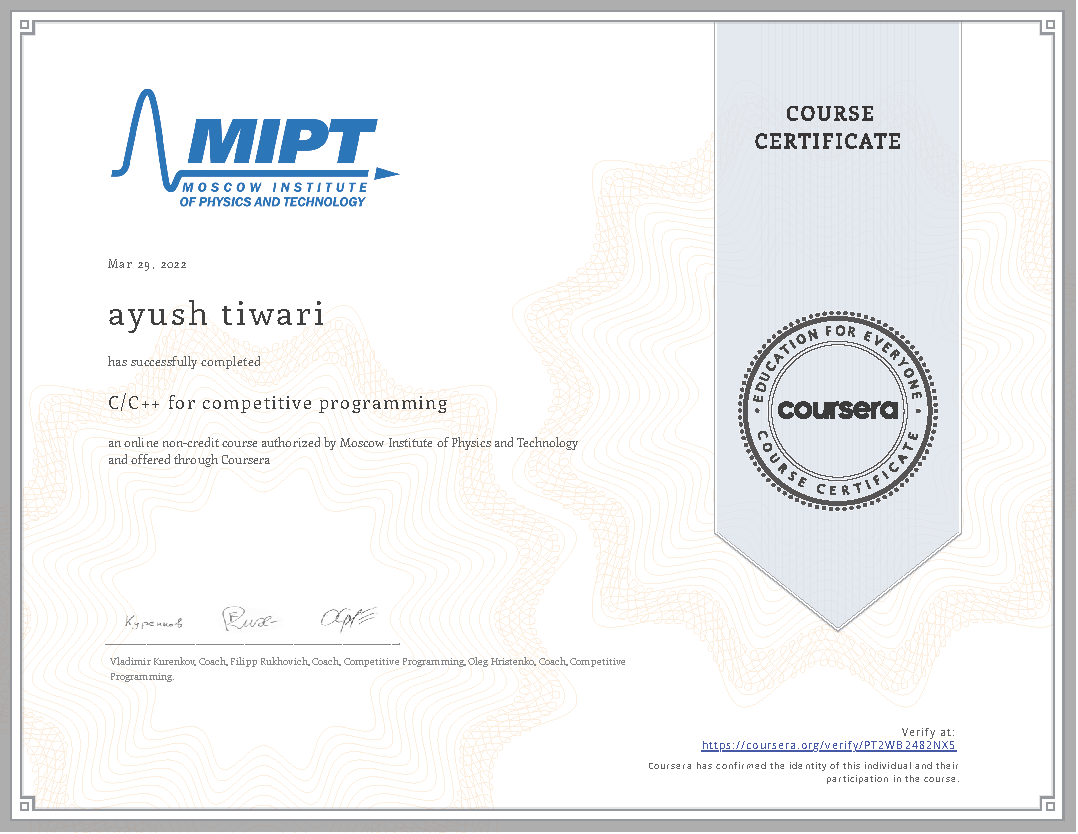 MIPT
MOSCOW INSTITUTE
OF PHYSICS AND TECHNOLOGY
COURSE
CERTIFICATE
Mar 29, 2022
ayush tiwari
has successfully completed
C/C++ for competitive programming
an online non-credit course authorized by Moscow Institute of Physics and Technology
and offered through Coursera
EDUCATION FOR EVERYONE
coursera
COURSE CERTIFICATE
Vladimir Kurenkov, Coach, Filipp Rukhovich, Coach, Competitive Programming, Oleg Hristenko, Coach, Competitive
Programming.
Verify at:
https://coursera.org/verify/PT2WB2482NX5
Coursera has confirmed the identity of this individual and their
participation in the course.